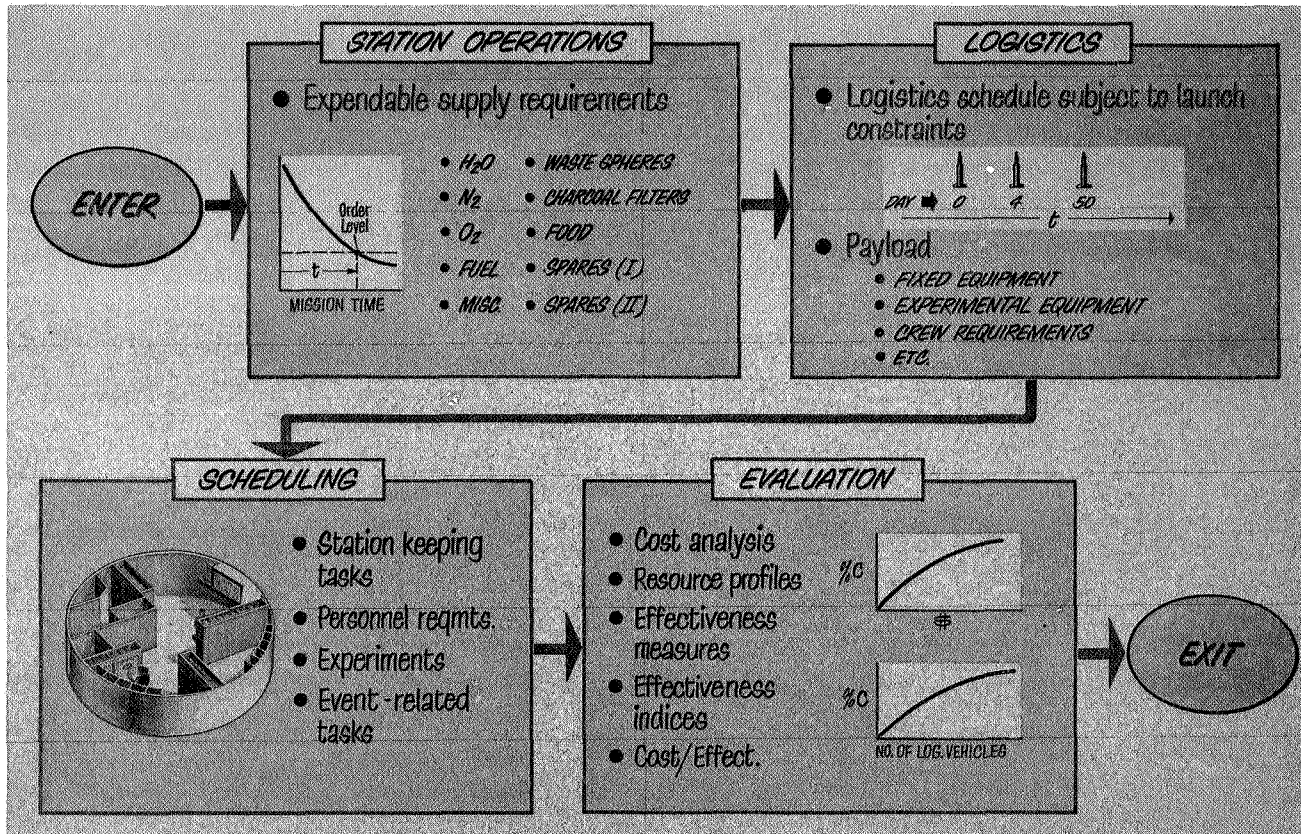 ENTER
STATION OPERATIONS
• Expendable supply requirements
Order
Level
t
MISSION TIME
• H₂O
• N₂
• O₂
• FUEL
• MISC.
• WASTE SPHERES
• CHARCOAL FILTERS
• FOOD
• SPARES (I)
• SPARES (II)
LOGISTICS
• Logistics schedule subject to launch
constraints
DAY 0 4 50
t
• Payload
• FIXED EQUIPMENT
• EXPERIMENTAL EQUIPMENT
• CREW REQUIREMENTS
• ETC.
SCHEDULING
• Station keeping
tasks
• Personnel reqmts.
• Experiments
• Event-related
tasks
EVALUATION
• Cost analysis
• Resource profiles
• Effectiveness
measures
• Effectiveness
indices
• Cost/Effect.
%C
$
%C
NO. OF LOG. VEHICLES
EXIT